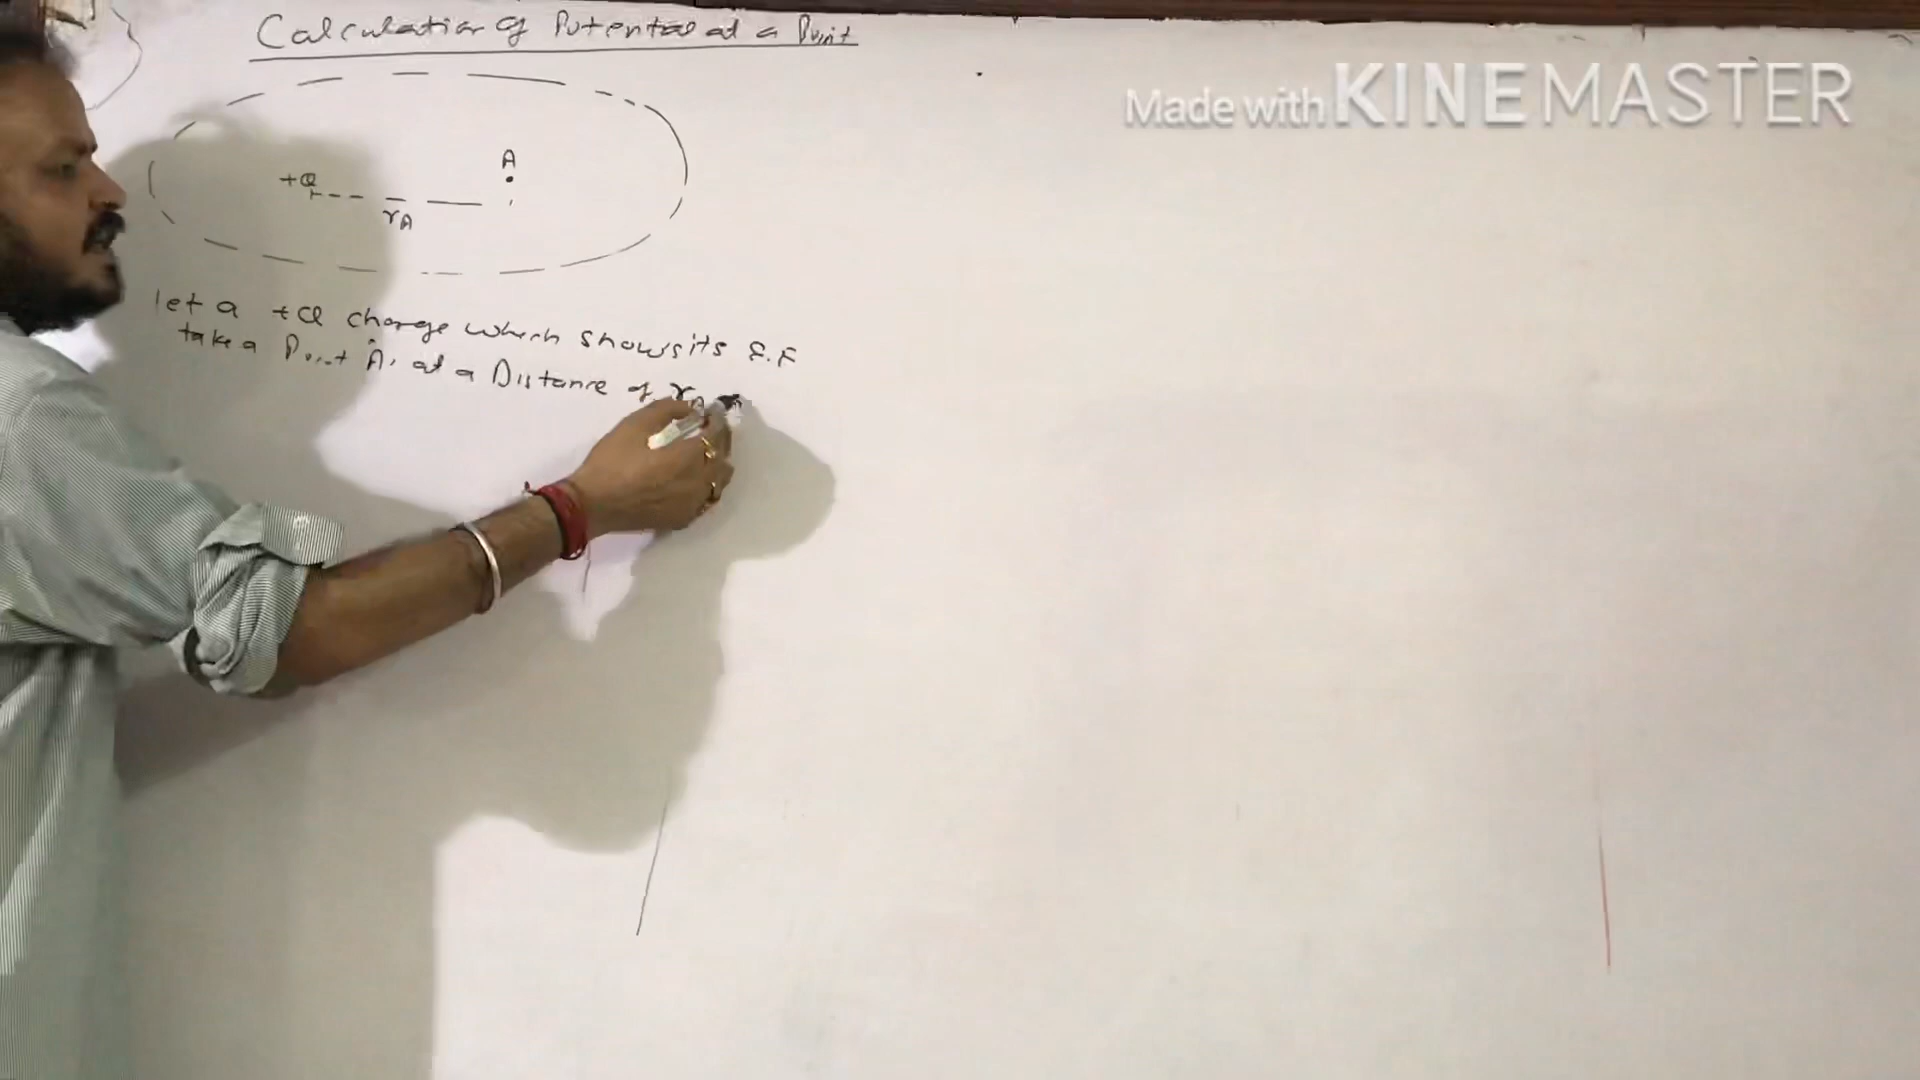 Calculation of Potential at a Point
Made with KINEMASTER
A
+Q
rA
let a +Q charge which shows its E.F
take a Point 'A' at a Distance of rA